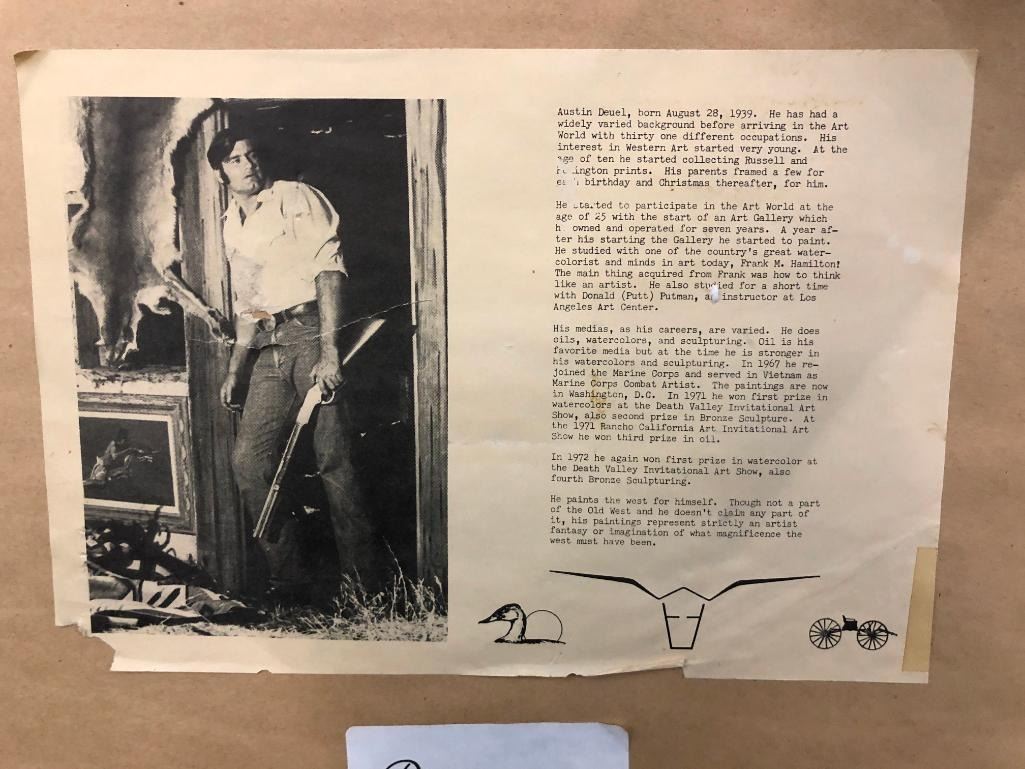 Austin Deuel, born August 28, 1939. He has had a
widely varied background before arriving in the Art
World with thirty one different occupations. His
interest in Western Art started very young. At the
age of ten he started collecting Russell and
prints. His parents framed a few for
birthday and Christmas thereafter, for him.
He started to participate in the Art World at the
age of 25 with the start of an Art Gallery which
owned and operated for seven years. A year af-
ter his starting the Gallery he started to paint.
He studied with one of the country's great water-
colorist and minds in art today, Frank M. Hamilton!
The main thing acquired from Frank was how to think
like an artist. He also studied for a short time
with Donald (Putt) Putman, instructor at Los
Angeles Art Center.
His medias, as his careers, are varied. He does
oils, watercolors, and sculpturing. Oil is his
favorite media but at the time he is stronger in
his watercolors and sculpturing. In 1967 he re-
joined the Marine Corps and served in Vietnam as
Marine Corps Combat Artist. The paintings are now
in Washington, D.C. In 1971 he won first prize in
watercolors at the Death Valley Invitational Art
Show, also second prize in Bronze Sculpture. At
the 1971 Rancho California Art Invitational Art
Show he won third prize in oil.
In 1972 he again won first prize in watercolor at
the Death Valley Invitational Art Show, also
fourth Bronze Sculpturing.
He paints the west for himself. Though not a part
of the Old West and he doesn't claim any part of
it, his paintings represent strictly an artist
fantasy or imagination of what magnificence the
west must have been.